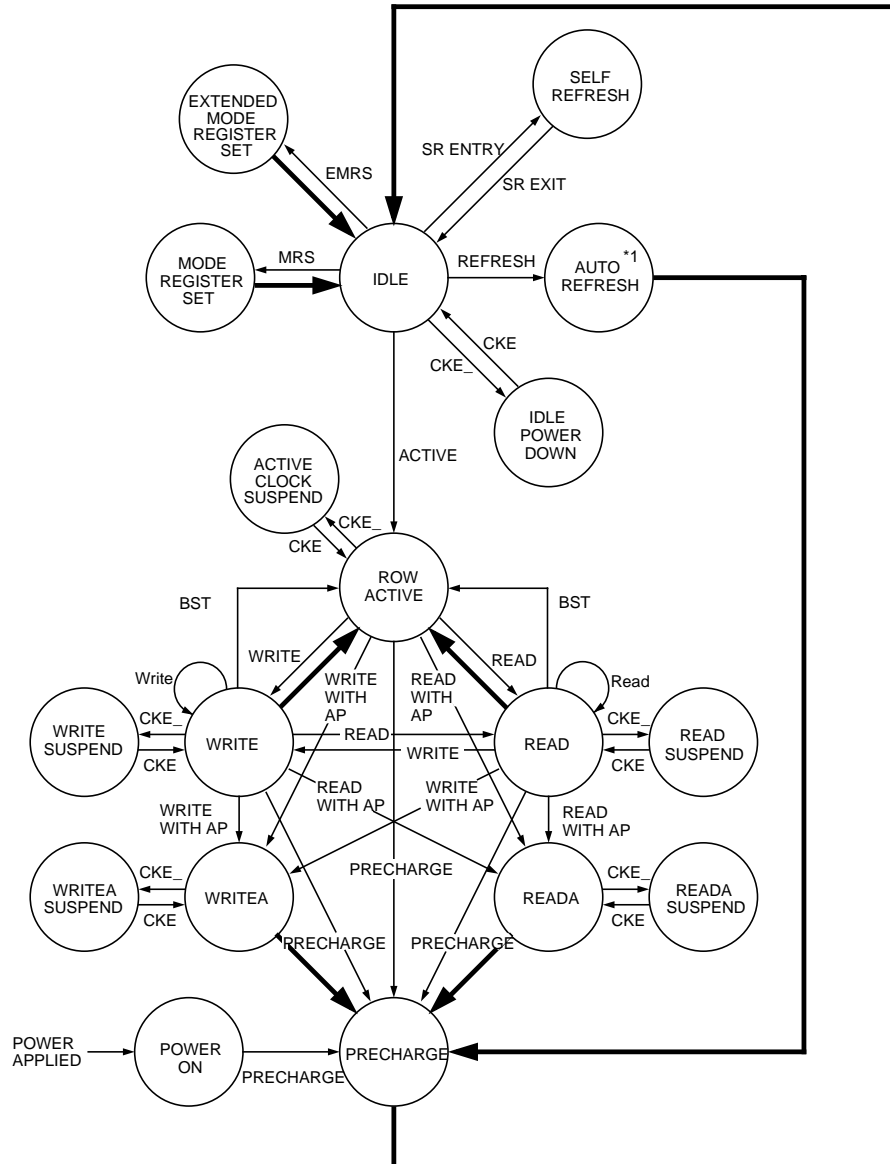 SELF
REFRESH
EXTENDED
MODE
REGISTER
SET
SR ENTRY
EMRS
SR EXIT
MODE
REGISTER
SET
MRS
IDLE
REFRESH
AUTO *1
REFRESH
CKE
CKE_
IDLE
POWER
DOWN
ACTIVE
ACTIVE
CLOCK
SUSPEND
CKE_
CKE
ROW
ACTIVE
BST
BST
WRITE
READ
Write
WRITE
WITH
AP
READ
WITH
AP
Read
WRITE
SUSPEND
CKE_
CKE
WRITE
READ
WRITE
READ
CKE_
CKE
READ
SUSPEND
WRITE
WITH AP
READ
WITH AP
WRITE
WITH AP
READ
WITH AP
PRECHARGE
WRITEA
SUSPEND
CKE_
CKE
WRITEA
READA
CKE_
CKE
READA
SUSPEND
PRECHARGE
PRECHARGE
POWER
APPLIED
POWER
ON
PRECHARGE
PRECHARGE